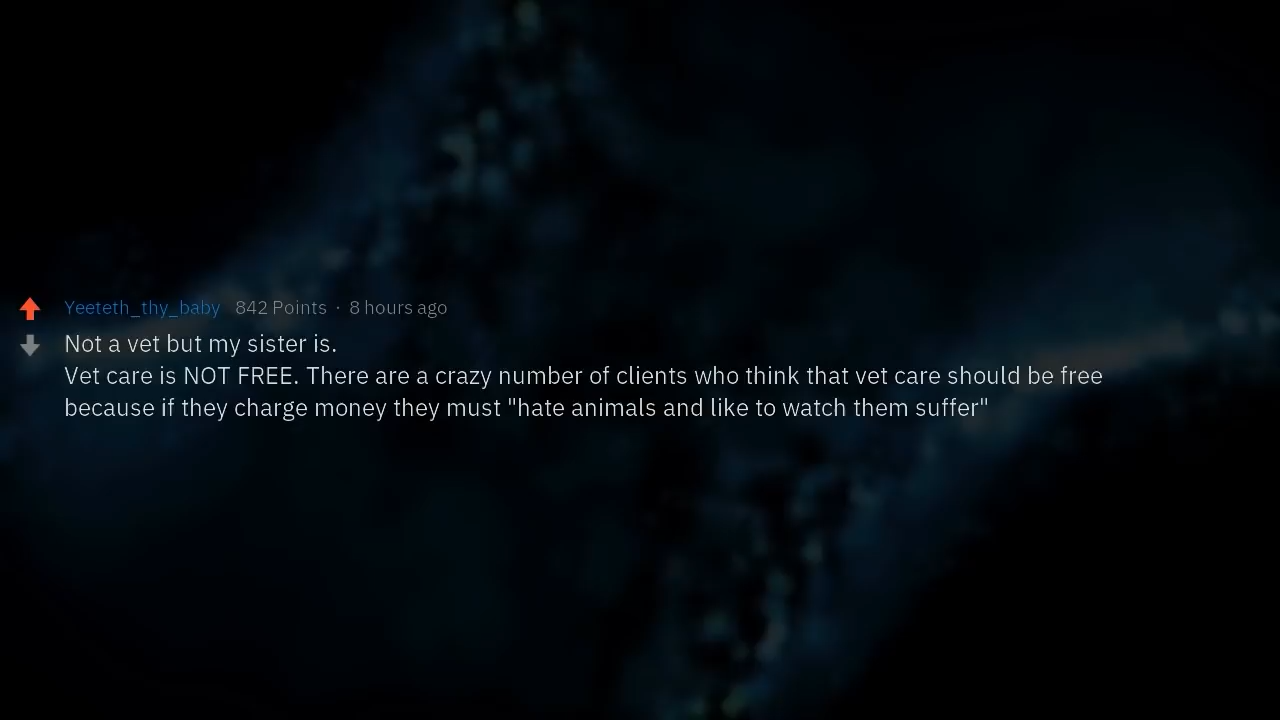 Yeeteth_thy_baby 842 Points · 8 hours ago
Not a vet but my sister is.
Vet care is NOT FREE. There are a crazy number of clients who think that vet care should be free
because if they charge money they must "hate animals and like to watch them suffer"